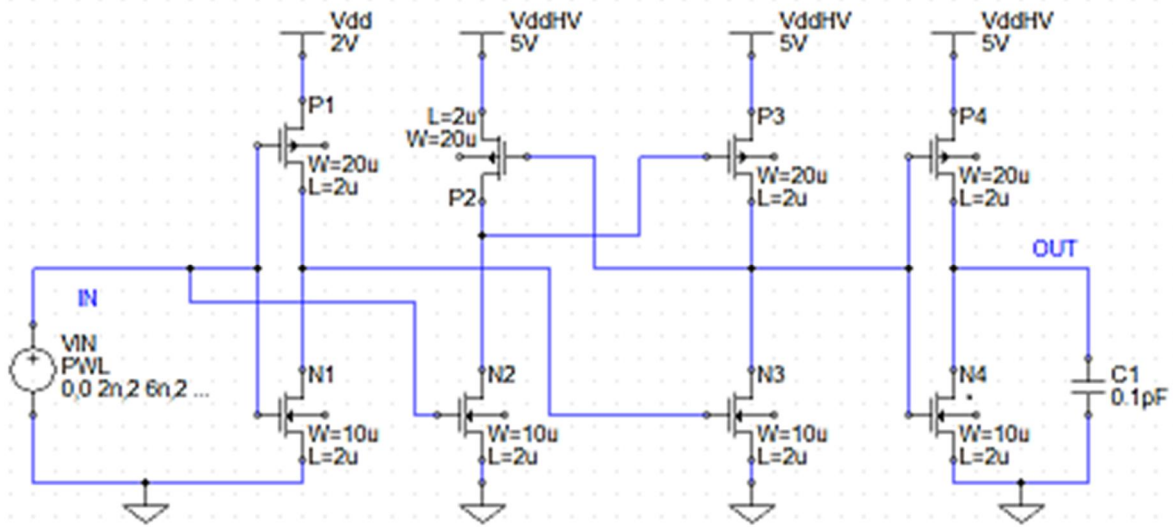 Vdd
2V
VddHV
5V
VddHV
5V
VddHV
5V
P1
W=20u
L=2u
L=2u
W=20u
P2
P3
W=20u
L=2u
P4
W=20u
L=2u
IN
OUT
VIN
PWL
0,0 2n,2 6n,2 ...
N1
W=10u
L=2u
N2
W=10u
L=2u
N3
W=10u
L=2u
N4
W=10u
L=2u
C1
0.1pF